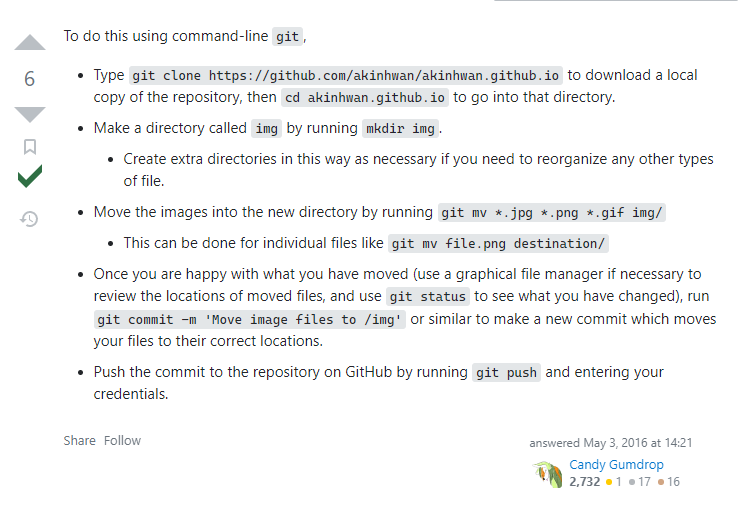 To do this using command-line git,
6
• Type git clone https://github.com/akinhwan/akinhwan.github.io to download a local
copy of the repository, then cd akinhwan.github.io to go into that directory.
• Make a directory called img by running mkdir img.
• Create extra directories in this way as necessary if you need to reorganize any other types
of file.
• Move the images into the new directory by running git mv *.jpg *.png *.gif img/
• This can be done for individual files like git mv file.png destination/
• Once you are happy with what you have moved (use a graphical file manager if necessary to
review the locations of moved files, and use git status to see what you have changed), run
git commit -m 'Move image files to /img' or similar to make a new commit which moves
your files to their correct locations.
• Push the commit to the repository on GitHub by running git push and entering your
credentials.
Share Follow
answered May 3, 2016 at 14:21
Candy Gumdrop
2,732 ●1 ●17 ●16